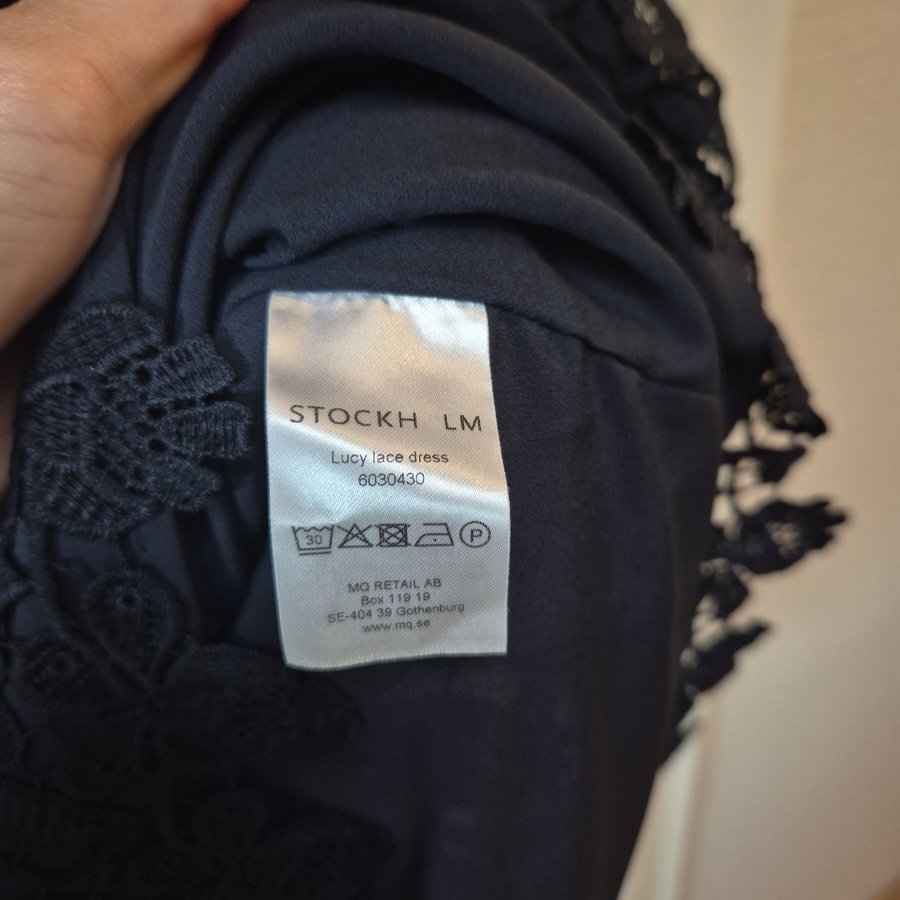 STOCKH LM
Lucy lace dress
6030430
30 P
MQ RETAIL AB
Box 119 19
SE-404 39 Gothenburg
www.mq.se